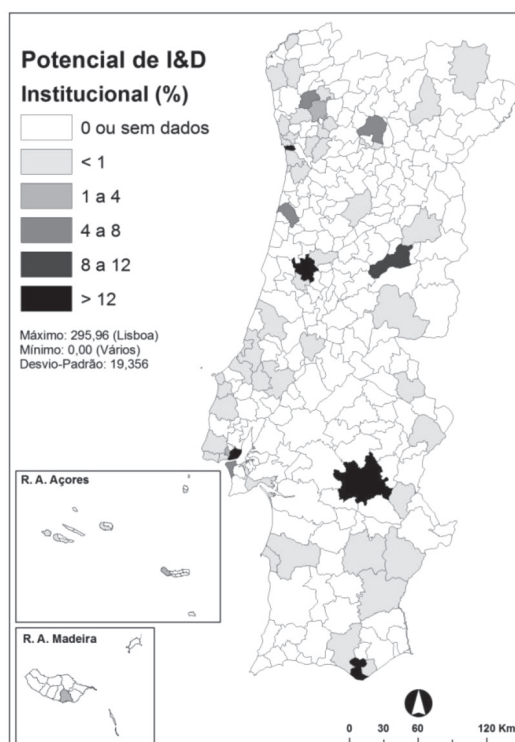 Potencial de I&D
Institucional (%)
0 ou sem dados
< 1
1 a 4
4 a 8
8 a 12
> 12
Máximo: 295,96 (Lisboa)
Mínimo: 0,00 (Vários)
Desvio-Padrão: 19,356
R. A. Açores
R. A. Madeira
0 30 60 120 Km